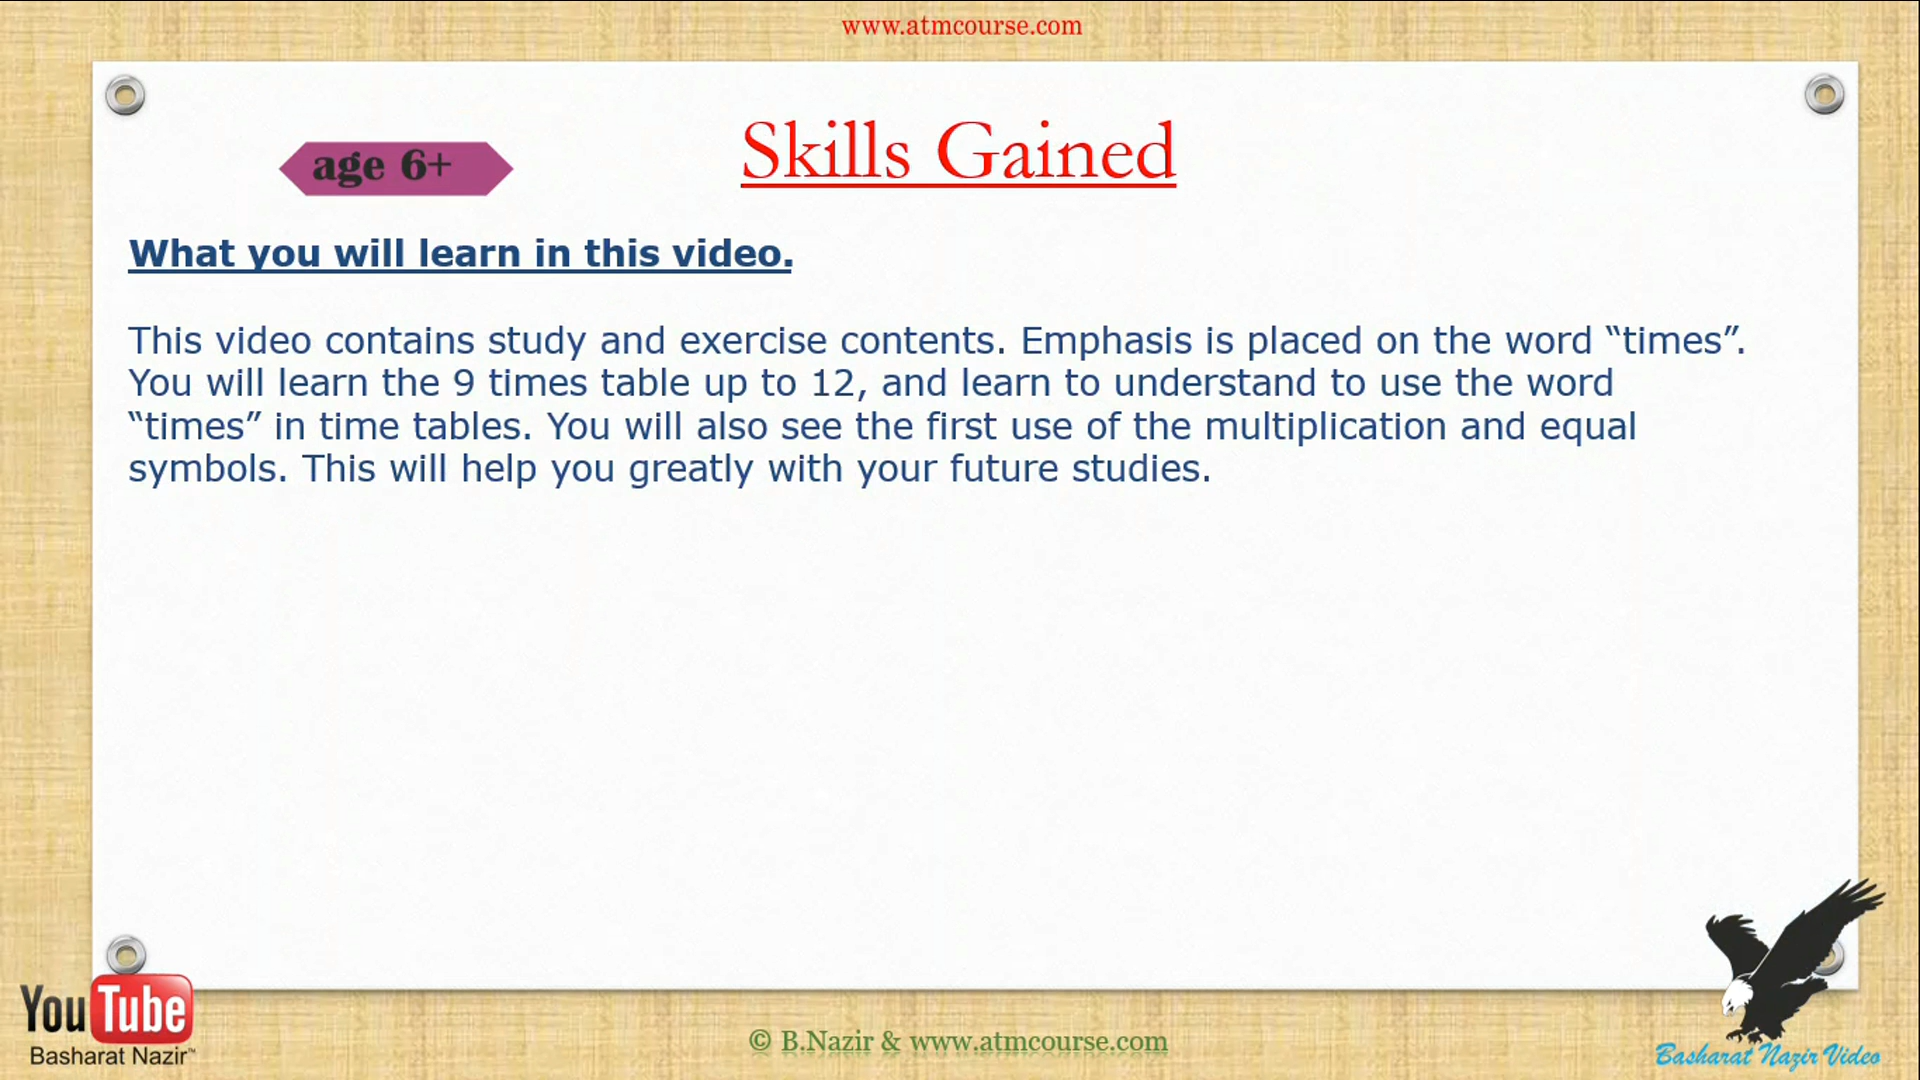 www.atmcourse.com
age 6+
Skills Gained
What you will learn in this video.
This video contains study and exercise contents. Emphasis is placed on the word “times”.
You will learn the 9 times table up to 12, and learn to understand to use the word
“times” in time tables. You will also see the first use of the multiplication and equal
symbols. This will help you greatly with your future studies.
YouTube
Basharat Nazir™
© B.Nazir & www.atmcourse.com
Basharat Nazir Video